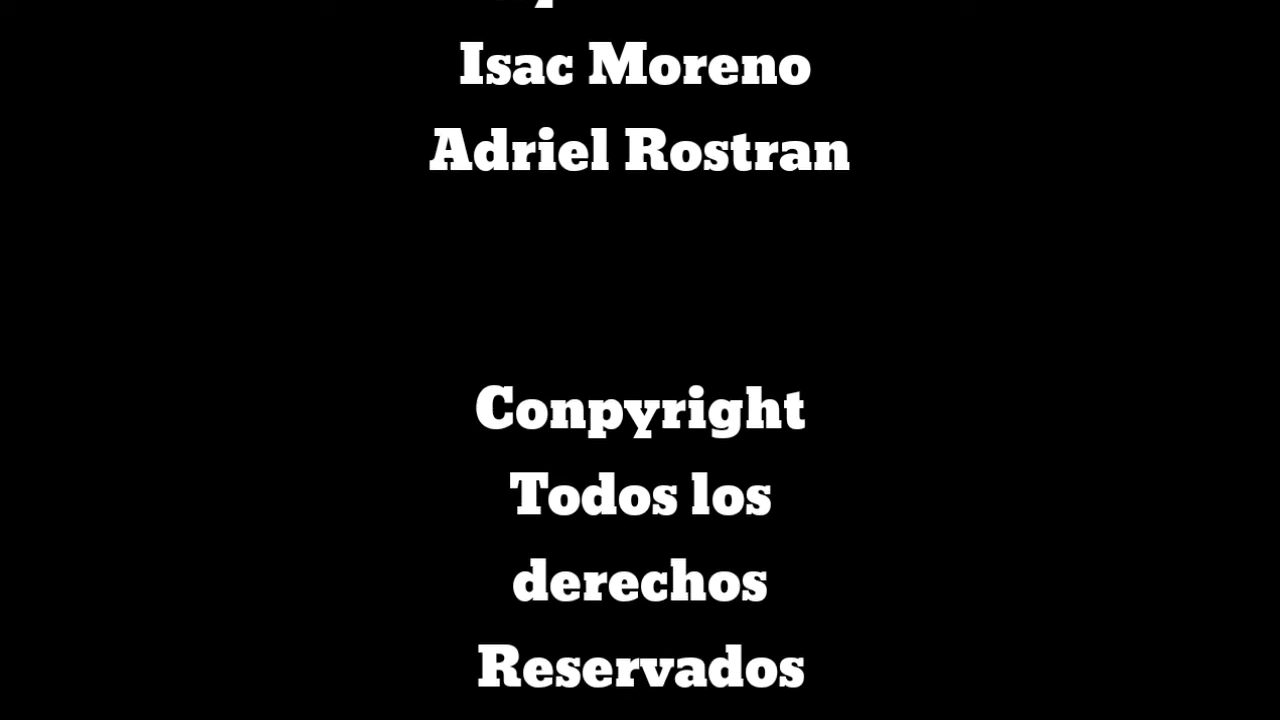 Isac Moreno
Adriel Rostran
Conpyright
Todos los
derechos
Reservados